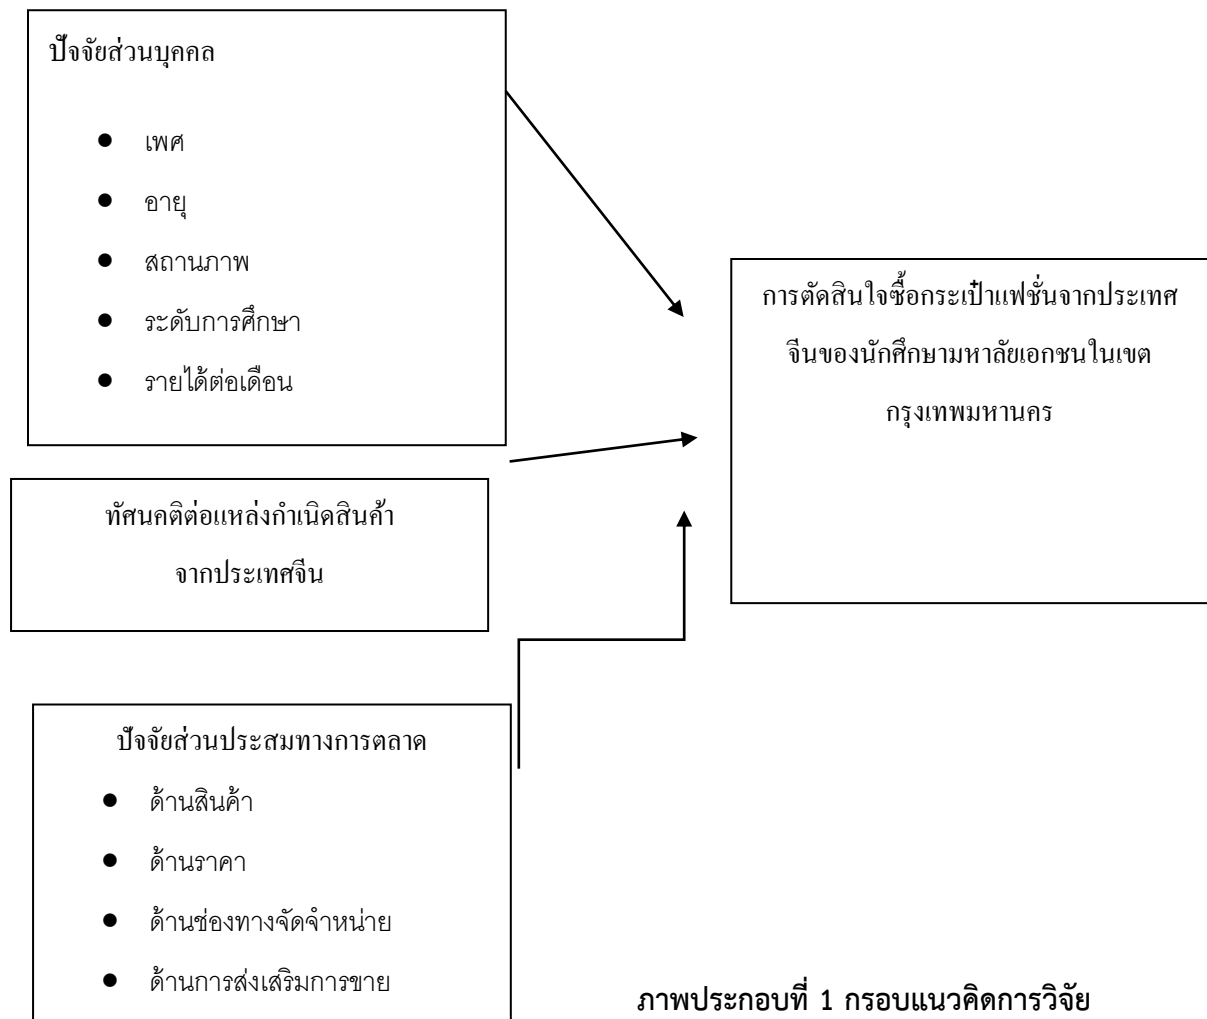 ปัจจัยส่วนบุคคล
● เพศ
● อายุ
● สถานภาพ
● ระดับการศึกษา
● รายได้ต่อเดือน
ทัศนคติต่อแหล่งกำเนิดสินค้า
จากประเทศจีน
ปัจจัยส่วนประสมทางการตลาด
● ด้านสินค้า
● ด้านราคา
● ด้านช่องทางจัดจำหน่าย
● ด้านการส่งเสริมการขาย
การตัดสินใจซื้อกระเป๋าแฟชั่นจากประเทศ
จีนของนักศึกษามหาลัยเอกชนในเขต
กรุงเทพมหานคร
ภาพประกอบที่ 1 กรอบแนวคิดการวิจัย